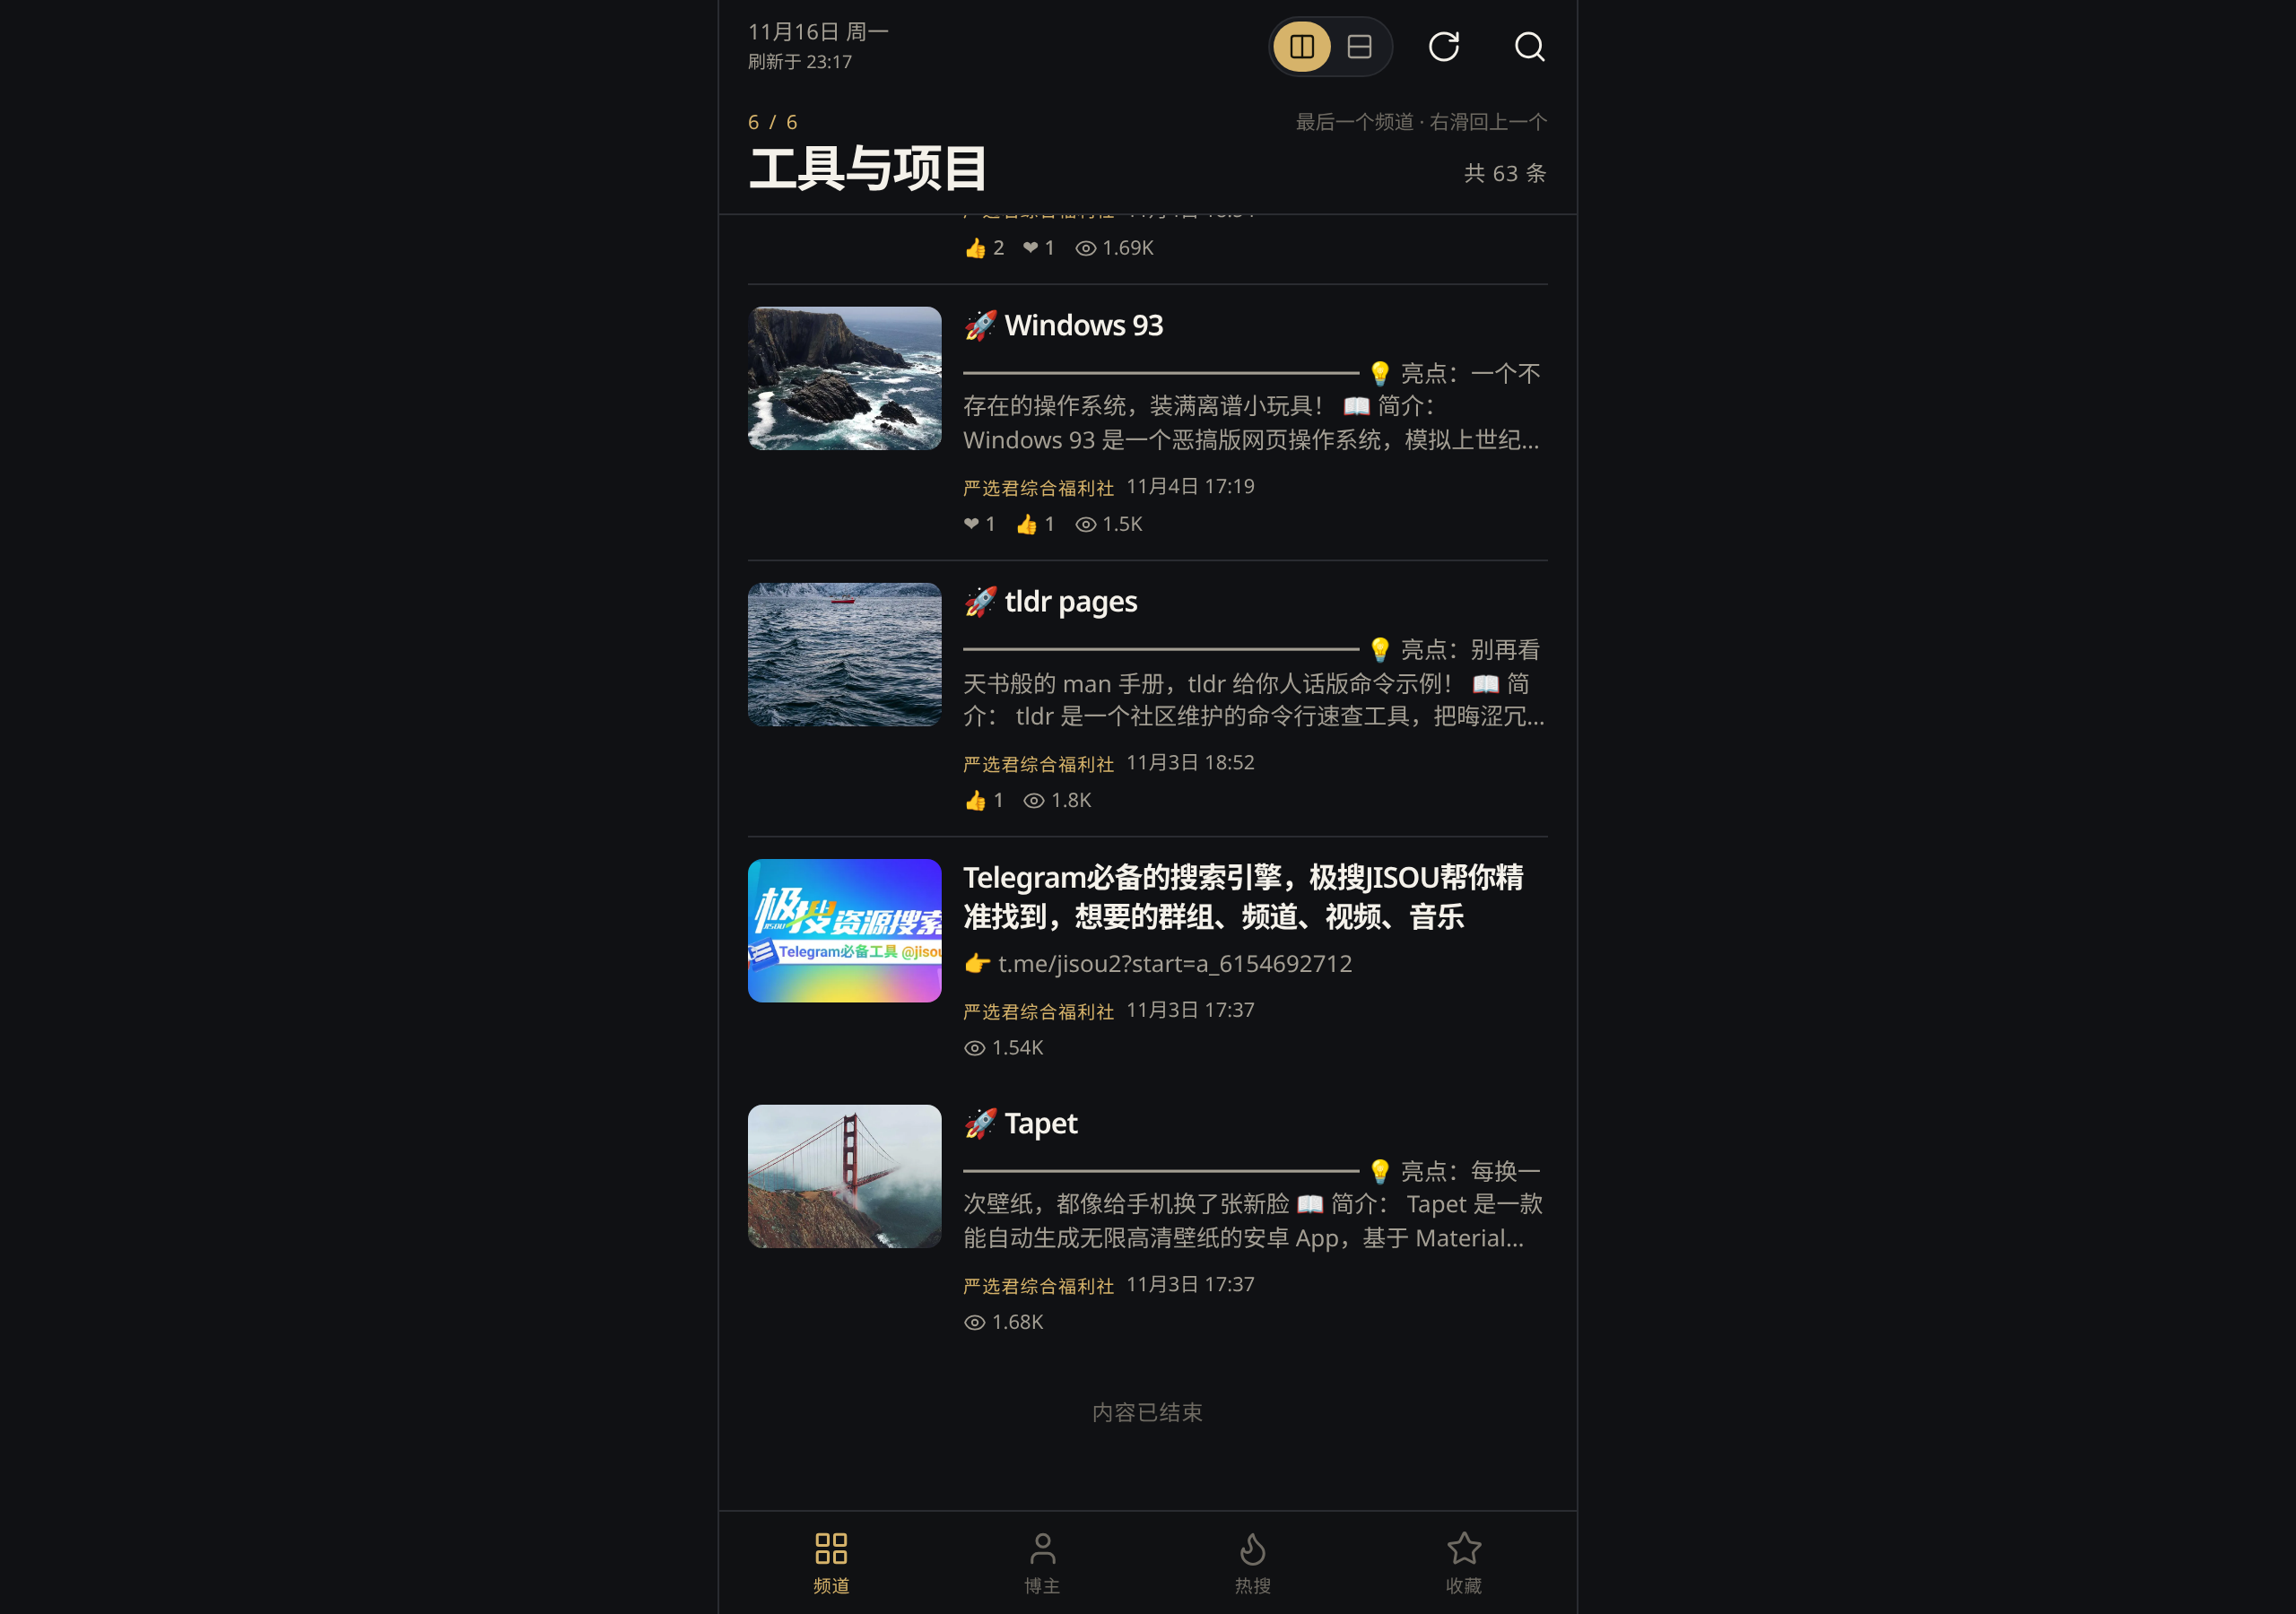 11月16日 周一
刷新于 23:17
6 / 6
最后一个频道 · 右滑回上一个
工具与项目
共 63 条
👍 2 ❤ 1 1.69K
🚀 Windows 93
━━━━━━━━━━━━━━━━━ 💡 亮点：一个不
存在的操作系统，装满离谱小玩具！ 📖 简介：
Windows 93 是一个恶搞版网页操作系统，模拟上世纪...
严选君综合福利社 11月4日 17:19
❤ 1 👍 1 1.5K
🚀 tldr pages
━━━━━━━━━━━━━━━━━ 💡 亮点：别再看
天书般的 man 手册，tldr 给你人话版命令示例！ 📖 简
介： tldr 是一个社区维护的命令行速查工具，把晦涩冗...
严选君综合福利社 11月3日 18:52
👍 1 1.8K
极搜资源搜索
JISOU
Telegram必备工具 @jisou
Telegram必备的搜索引擎，极搜JISOU帮你精
准找到，想要的群组、频道、视频、音乐
👉 t.me/jisou2?start=a_6154692712
严选君综合福利社 11月3日 17:37
1.54K
🚀 Tapet
━━━━━━━━━━━━━━━━━ 💡 亮点：每换一
次壁纸，都像给手机换了张新脸 📖 简介： Tapet 是一款
能自动生成无限高清壁纸的安卓 App，基于 Material...
严选君综合福利社 11月3日 17:37
1.68K
内容已结束
频道
博主
热搜
收藏